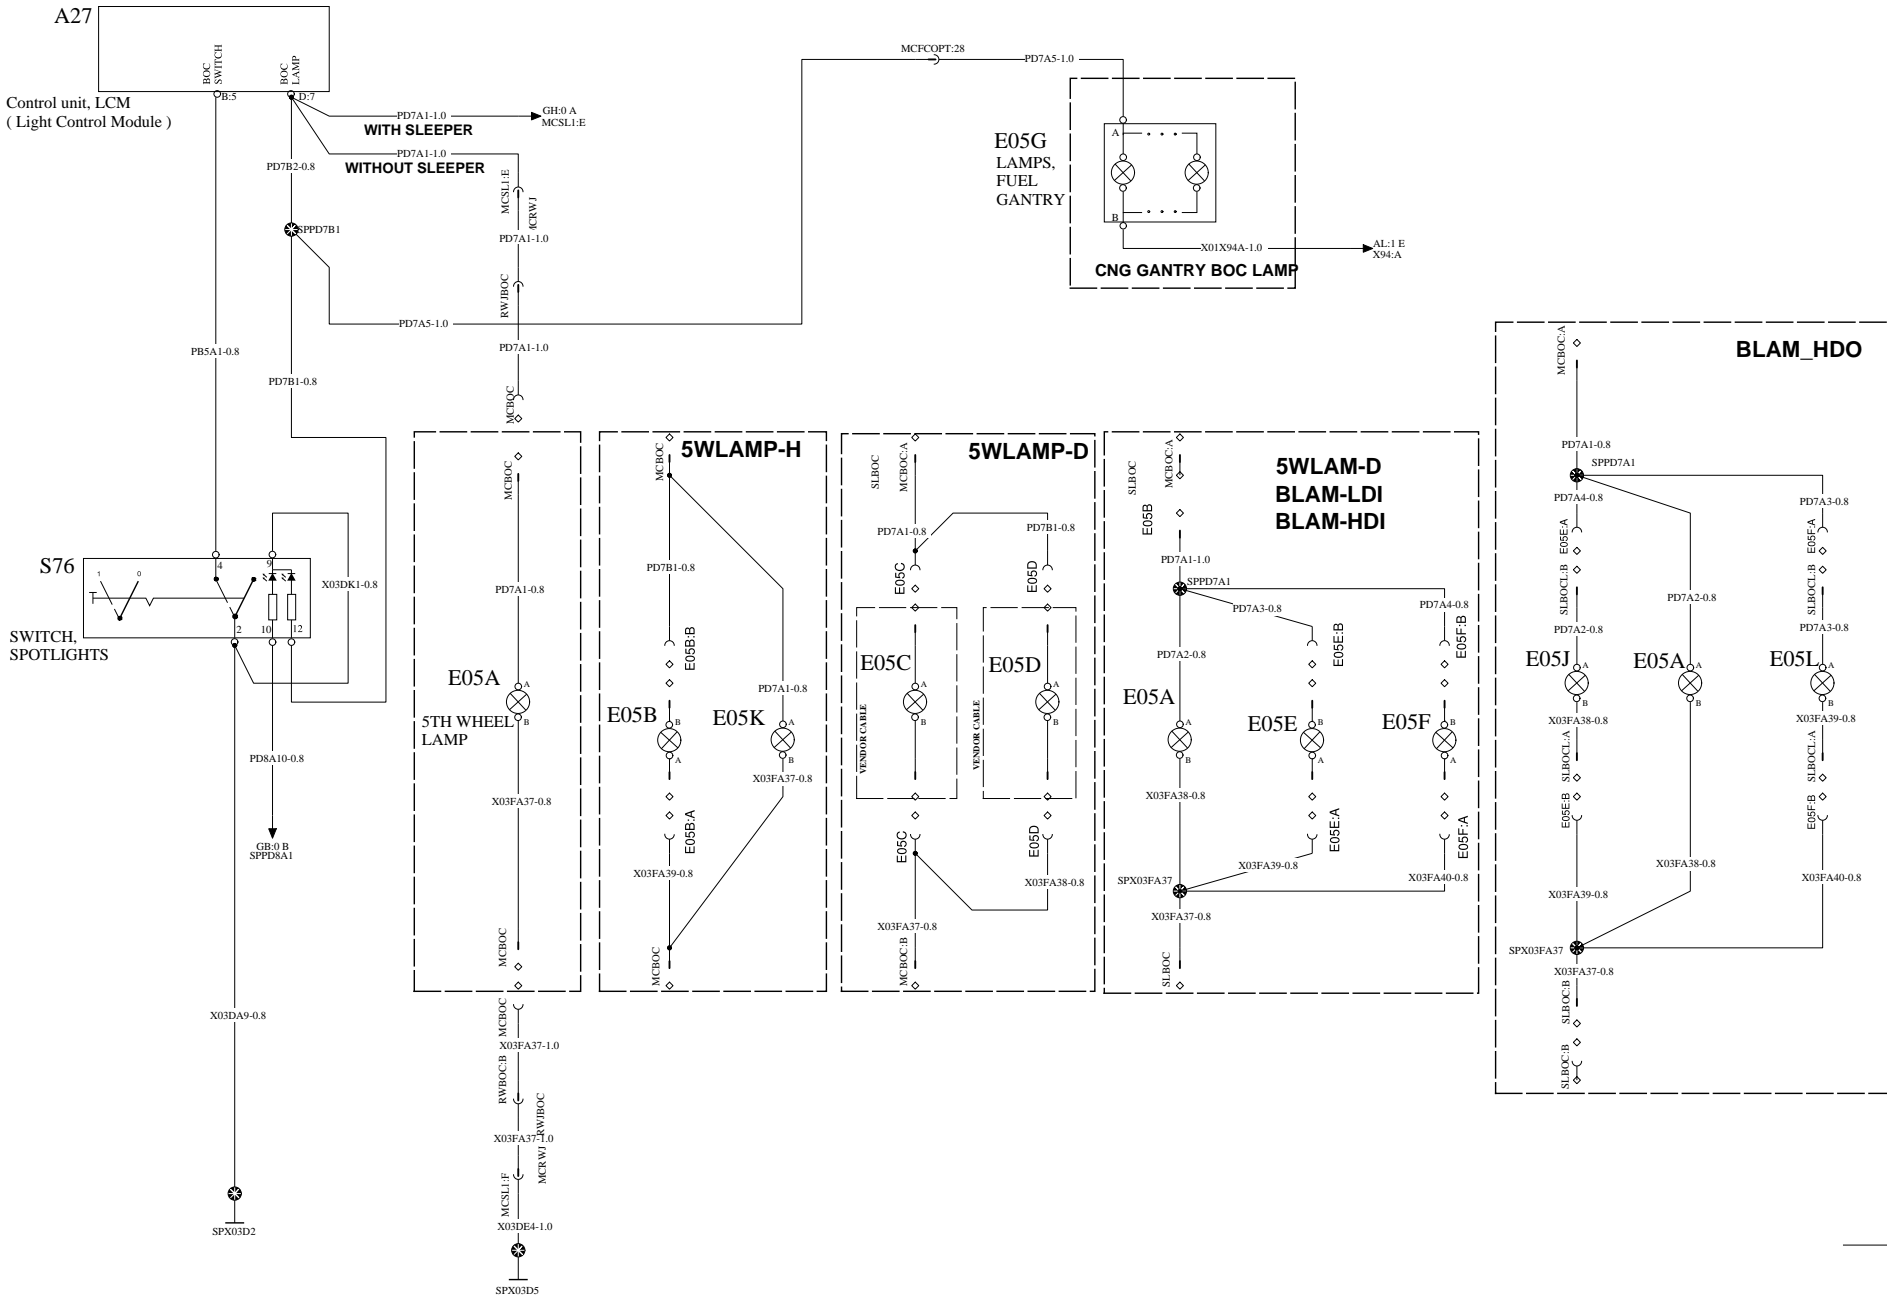 A27
BOC
SWITCH
BOC
LAMP
B:5
D:7
Control unit, LCM
( Light Control Module )
PD7A1-1.0
WITH SLEEPER
GH:0 A
MCSL1:E
PD7A1-1.0
WITHOUT SLEEPER
PD7B2-0.8
SPPD7B1
MCSL1:E
MCRWJ
PD7A1-1.0
RWJBOC
PD7A5-1.0
PD7A1-1.0
PB5A1-0.8
PD7B1-0.8
MCBOC
MCFCOPT:28
PD7A5-1.0
E05G
LAMPS,
FUEL
GANTRY
A
B
X01X94A-1.0
AL:1 E
X94:A
CNG GANTRY BOC LAMP
S76
1
0
4
9
2
10
12
X03DK1-0.8
SWITCH,
SPOTLIGHTS
PD8A10-0.8
GB:0 B
SPPD8A1
X03DA9-0.8
SPX03D2
MCBOC
PD7A1-0.8
E05A
A
B
5TH WHEEL
LAMP
X03FA37-0.8
MCBOC
MCBOC
X03FA37-1.0
RWBOC:B
RWJBOC
X03FA37-1.0
MCRWJ
MCSL1:F
X03DE4-1.0
SPX03D5
5WLAMP-H
MCBOC
PD7B1-0.8
E05B:B
PD7A1-0.8
E05B
B
A
E05K
A
B
X03FA37-0.8
E05B:A
X03FA39-0.8
MCBOC
5WLAMP-D
SLBOC
MCBOC:A
PD7A1-0.8
PD7B1-0.8
E05C
E05D
E05C
A
B
E05D
A
B
VENDOR CABLE
VENDOR CABLE
E05C
E05D
X03FA38-0.8
X03FA37-0.8
MCBOC:B
5WLAM-D
BLAM-LDI
BLAM-HDI
SLBOC
MCBOC:A
E05B
PD7A1-1.0
SPPD7A1
PD7A3-0.8
PD7A4-0.8
E05E:B
E05F:B
PD7A2-0.8
E05A
A
B
E05E
B
A
E05F
B
A
X03FA38-0.8
E05E:A
E05F:A
X03FA39-0.8
X03FA40-0.8
SPX03FA37
X03FA37-0.8
SLBOC
BLAM_HDO
MCBOC:A
PD7A1-0.8
SPPD7A1
PD7A4-0.8
PD7A3-0.8
E05E:A
E05F:A
SLBOCL:B
SLBOCL:B
PD7A2-0.8
PD7A2-0.8
PD7A3-0.8
E05J
A
B
E05A
A
B
E05L
A
B
X03FA38-0.8
X03FA39-0.8
SLBOCL:A
SLBOCL:A
E05E:B
E05F:B
X03FA38-0.8
X03FA39-0.8
X03FA40-0.8
SPX03FA37
X03FA37-0.8
SLBOC:B
SLBOC:B